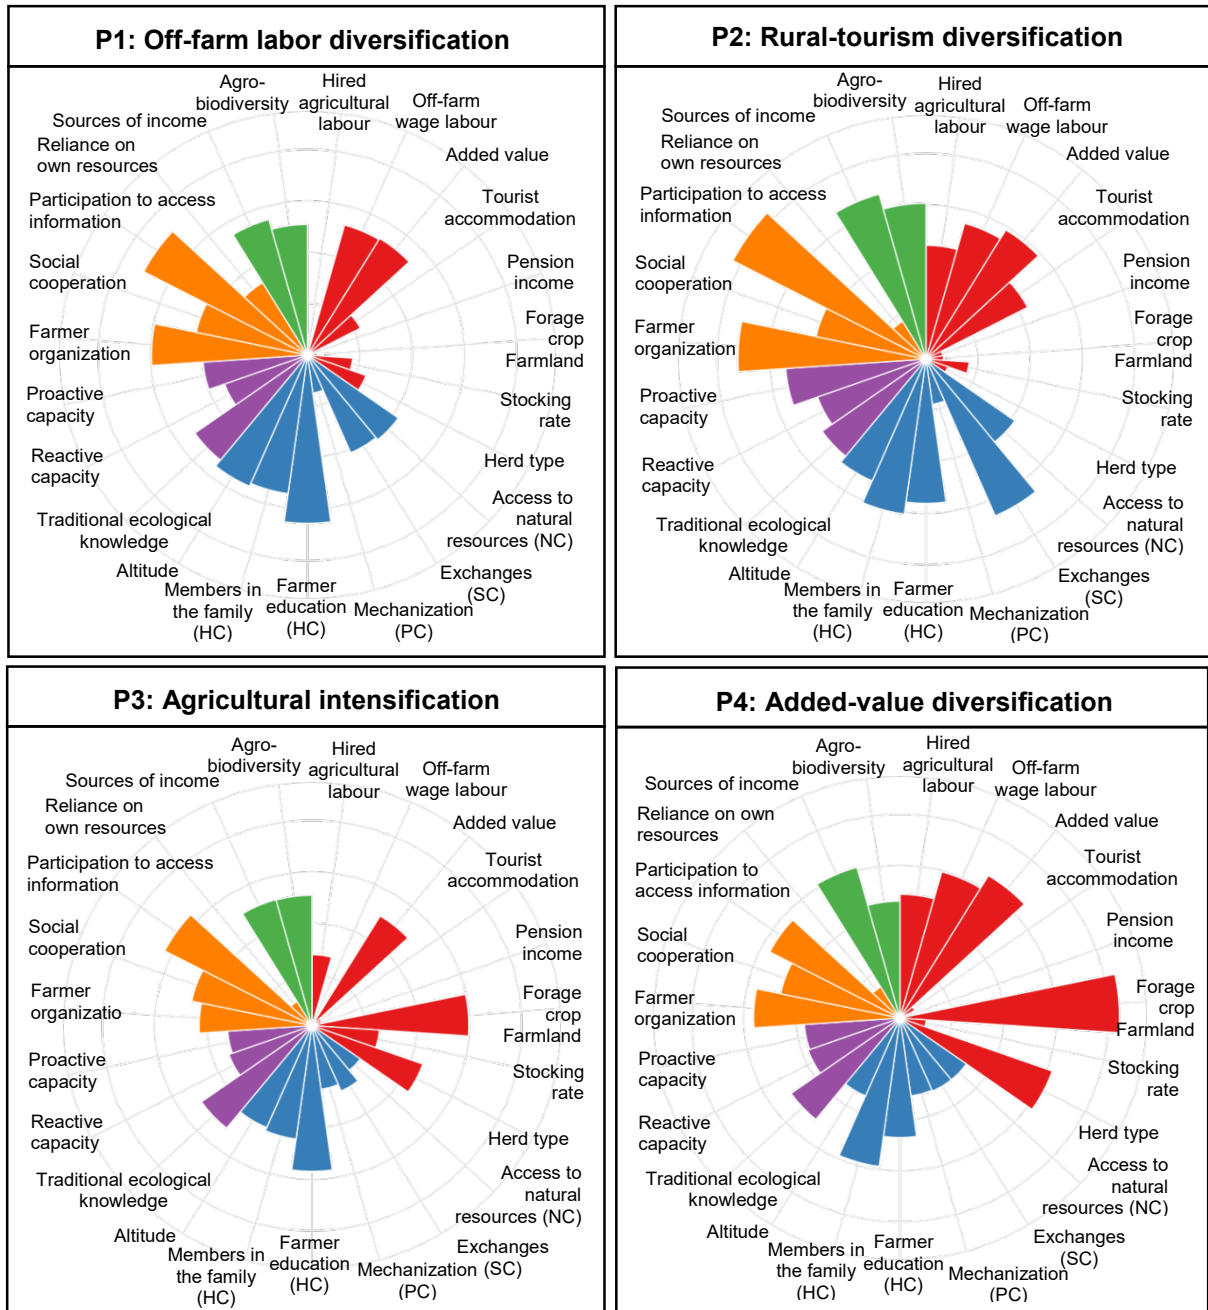 P1: Off-farm labor diversification
Agro-
biodiversity
Hired
agricultural
labour
Off-farm
wage labour
Added value
Tourist
accommodation
Pension
income
Forage
crop
Farmland
Stocking
rate
Herd type
Access to
natural
resources (NC)
Exchanges
(SC)
Mechanization
(PC)
Farmer
education
(HC)
Members in
the family
(HC)
Altitude
Traditional ecological
knowledge
Reactive
capacity
Proactive
capacity
Farmer
organization
Social
cooperation
Participation to access
information
Reliance on
own resources
Sources of income
P2: Rural-tourism diversification
Agro-
biodiversity
Hired
agricultural
labour
Off-farm
wage labour
Added value
Tourist
accommodation
Pension
income
Forage
crop
Farmland
Stocking
rate
Herd type
Access to
natural
resources (NC)
Exchanges
(SC)
Mechanization
(PC)
Farmer
education
(HC)
Members in
the family
(HC)
Altitude
Traditional ecological
knowledge
Reactive
capacity
Proactive
capacity
Farmer
organization
Social
cooperation
Participation to access
information
Reliance on
own resources
Sources of income
P3: Agricultural intensification
Agro-
biodiversity
Hired
agricultural
labour
Off-farm
wage labour
Added value
Tourist
accommodation
Pension
income
Forage
crop
Farmland
Stocking
rate
Herd type
Access to
natural
resources (NC)
Exchanges
(SC)
Mechanization
(PC)
Farmer
education
(HC)
Members in
the family
(HC)
Altitude
Traditional ecological
knowledge
Reactive
capacity
Proactive
capacity
Farmer
organizatio
Social
cooperation
Participation to access
information
Reliance on
own resources
Sources of income
P4: Added-value diversification
Agro-
biodiversity
Hired
agricultural
labour
Off-farm
wage labour
Added value
Tourist
accommodation
Pension
income
Forage
crop
Farmland
Stocking
rate
Herd type
Access to
natural
resources (NC)
Exchanges
(SC)
Mechanization
(PC)
Farmer
education
(HC)
Members in
the family
(HC)
Altitude
Traditional ecological
knowledge
Reactive
capacity
Proactive
capacity
Farmer
organization
Social
cooperation
Participation to
access information
Reliance on own
resources
Sources of income